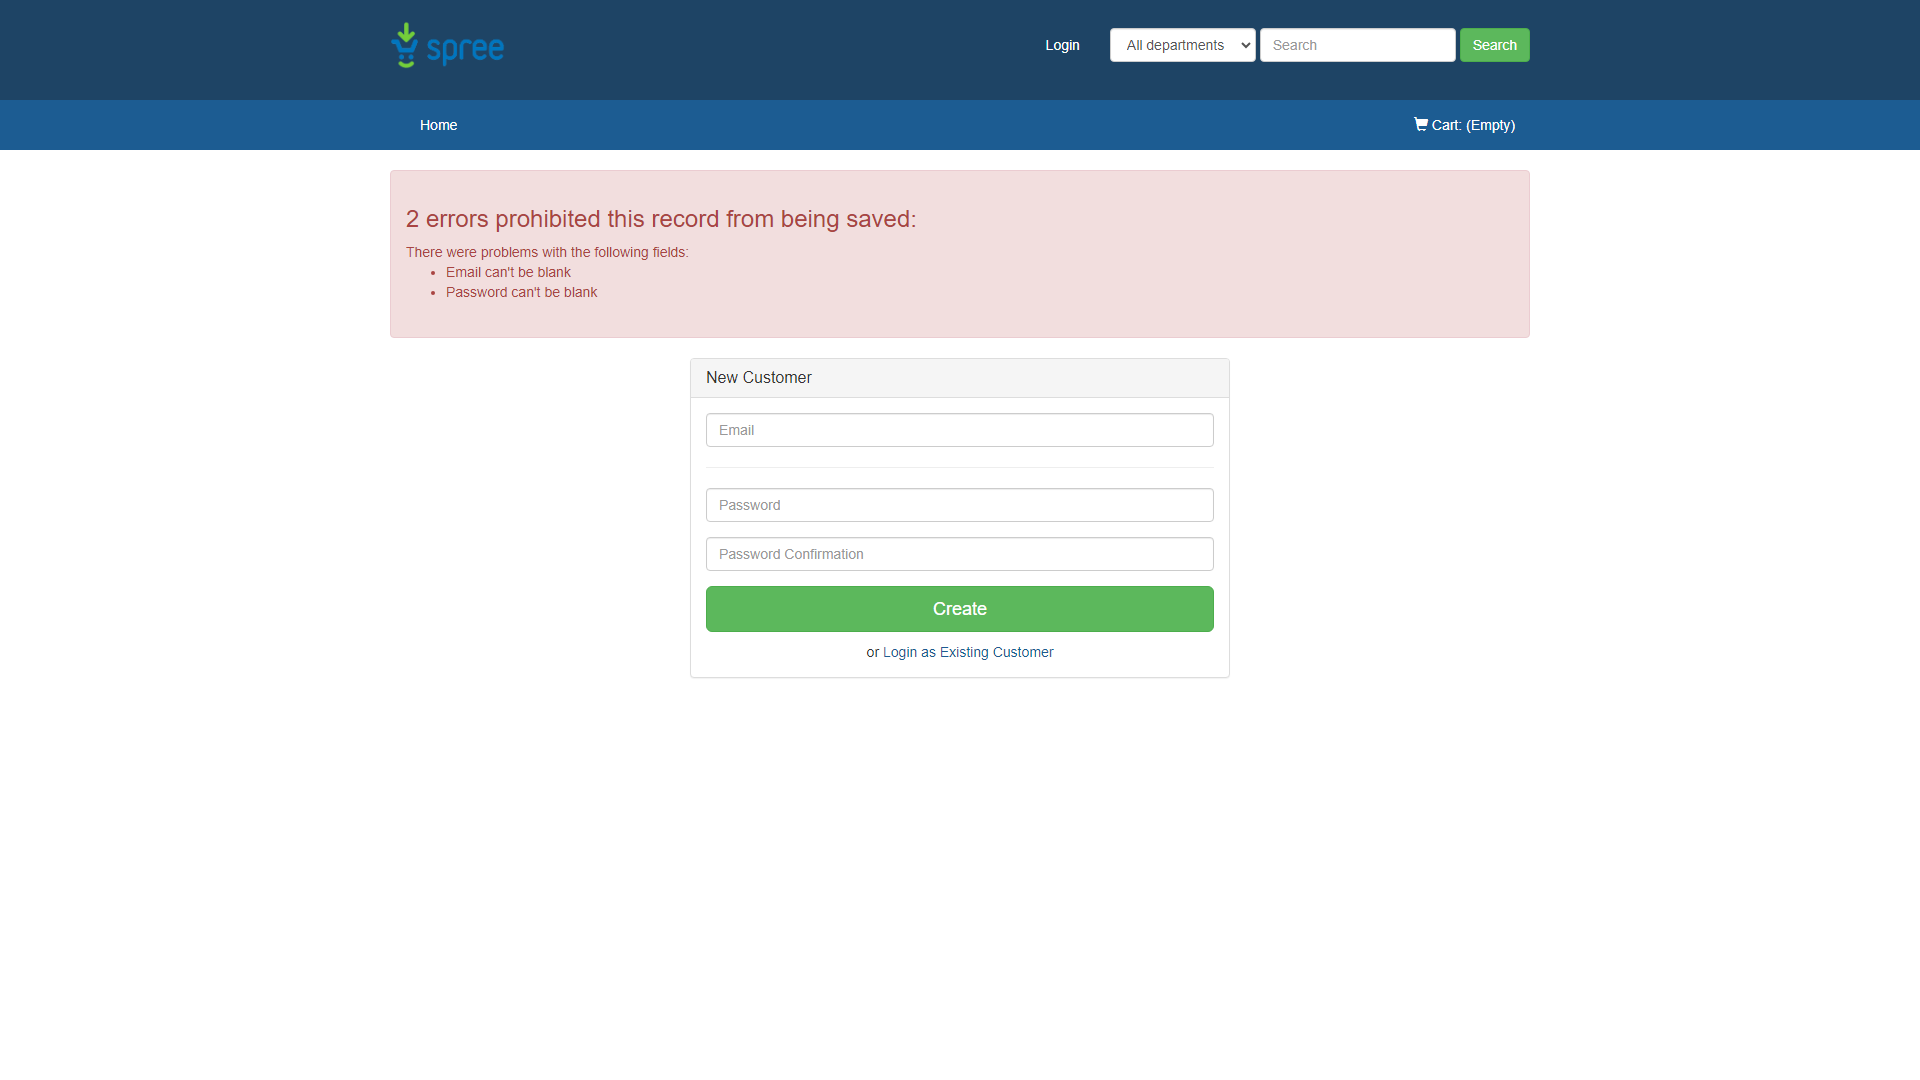 spree
Login
All departments
Search
Search
Home
Cart: (Empty)
2 errors prohibited this record from being saved:
There were problems with the following fields:
• Email can't be blank
• Password can't be blank
New Customer
Email
Password
Password Confirmation
Create
or Login as Existing Customer